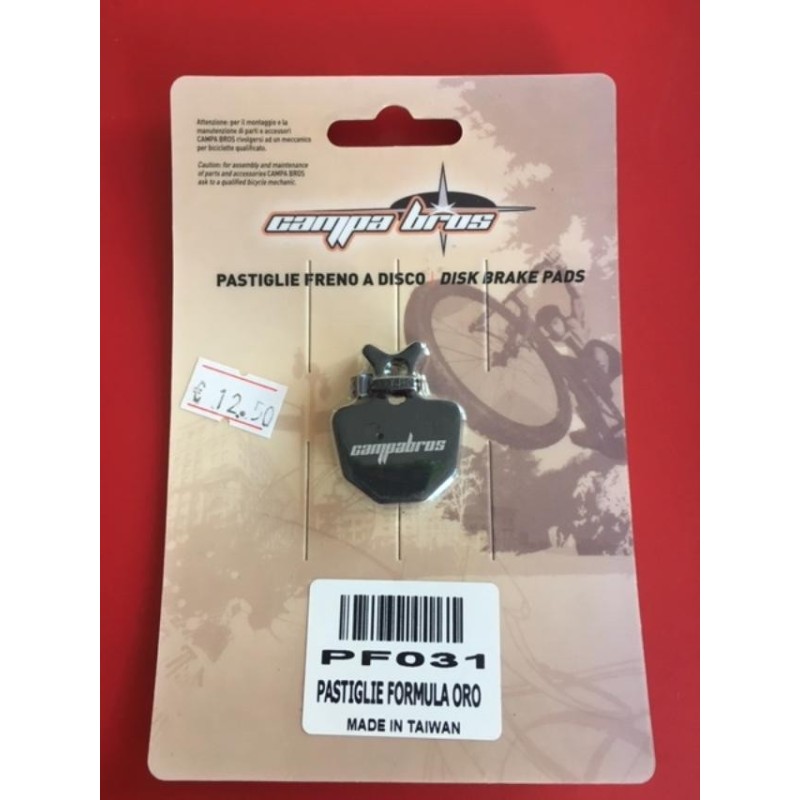 Attenzione: per il montaggio e la
manutenzione di parti e accessori
CAMPA BROS rivolgersi ad un meccanico
per biciclette qualificato.
Caution: for assembly and maintenance
of parts and accessories CAMPA BROS
ask to a qualified bicycle mechanic.
campa bros
PASTIGLIE FRENO A DISCO DISK BRAKE PADS
€ 12.50
campabros
PF031
PASTIGLIE FORMULA ORO
MADE IN TAIWAN